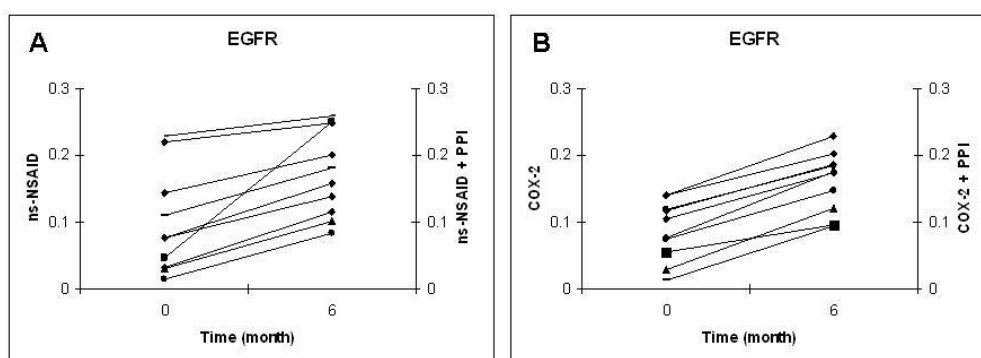 A
EGFR
ns-NSAID
0.3
0.2
0.1
0
0.3
0.2
0.1
0
ns-NSAID + PPI
0 6
Time (month)
B
EGFR
COX-2
0.3
0.2
0.1
0
0.3
0.2
0.1
0
COX-2 + PPI
0 6
Time (month)